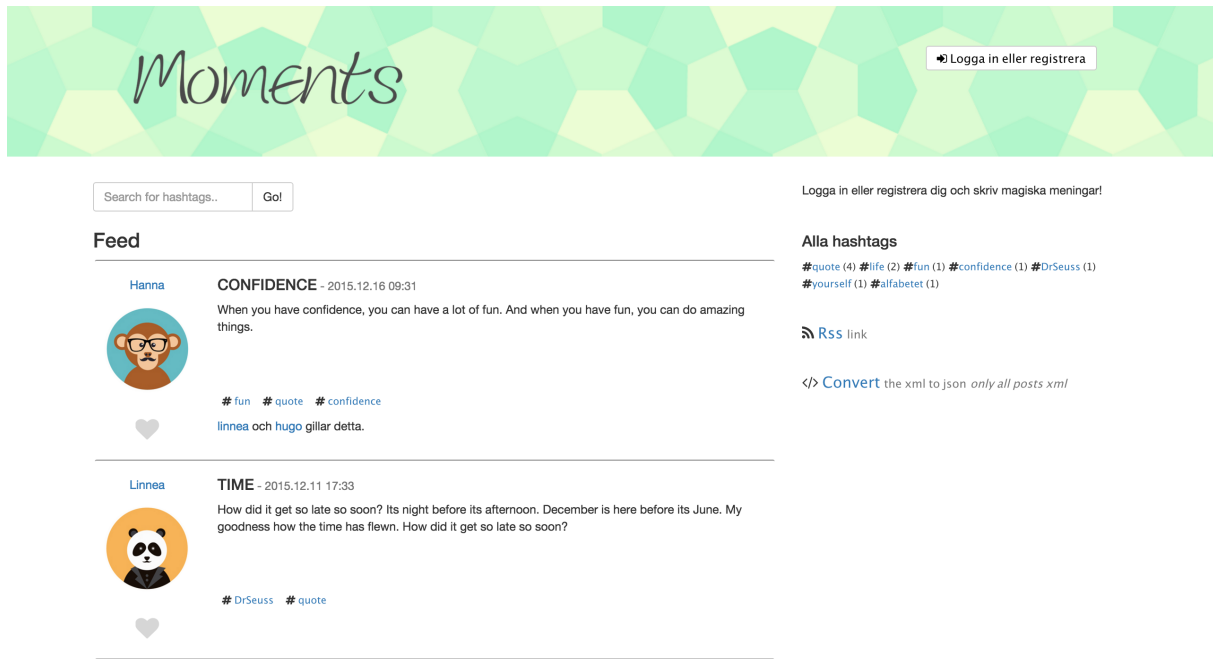 Moments
Logga in eller registrera
Search for hashtags.. Go!
Feed
Hanna
CONFIDENCE - 2015.12.16 09:31
When you have confidence, you can have a lot of fun. And when you have fun, you can do amazing
things.
# fun # quote # confidence
linnea och hugo gillar detta.
Linnea
TIME - 2015.12.11 17:33
How did it get so late so soon? Its night before its afternoon. December is here before its June. My
goodness how the time has flewn. How did it get so late so soon?
# DrSeuss # quote
Logga in eller registrera dig och skriv magiska meningar!
Alla hashtags
#quote (4) #life (2) #fun (1) #confidence (1) #DrSeuss (1)
#yourself (1) #alfabetet (1)
Rss link
</> Convert the xml to json only all posts xml